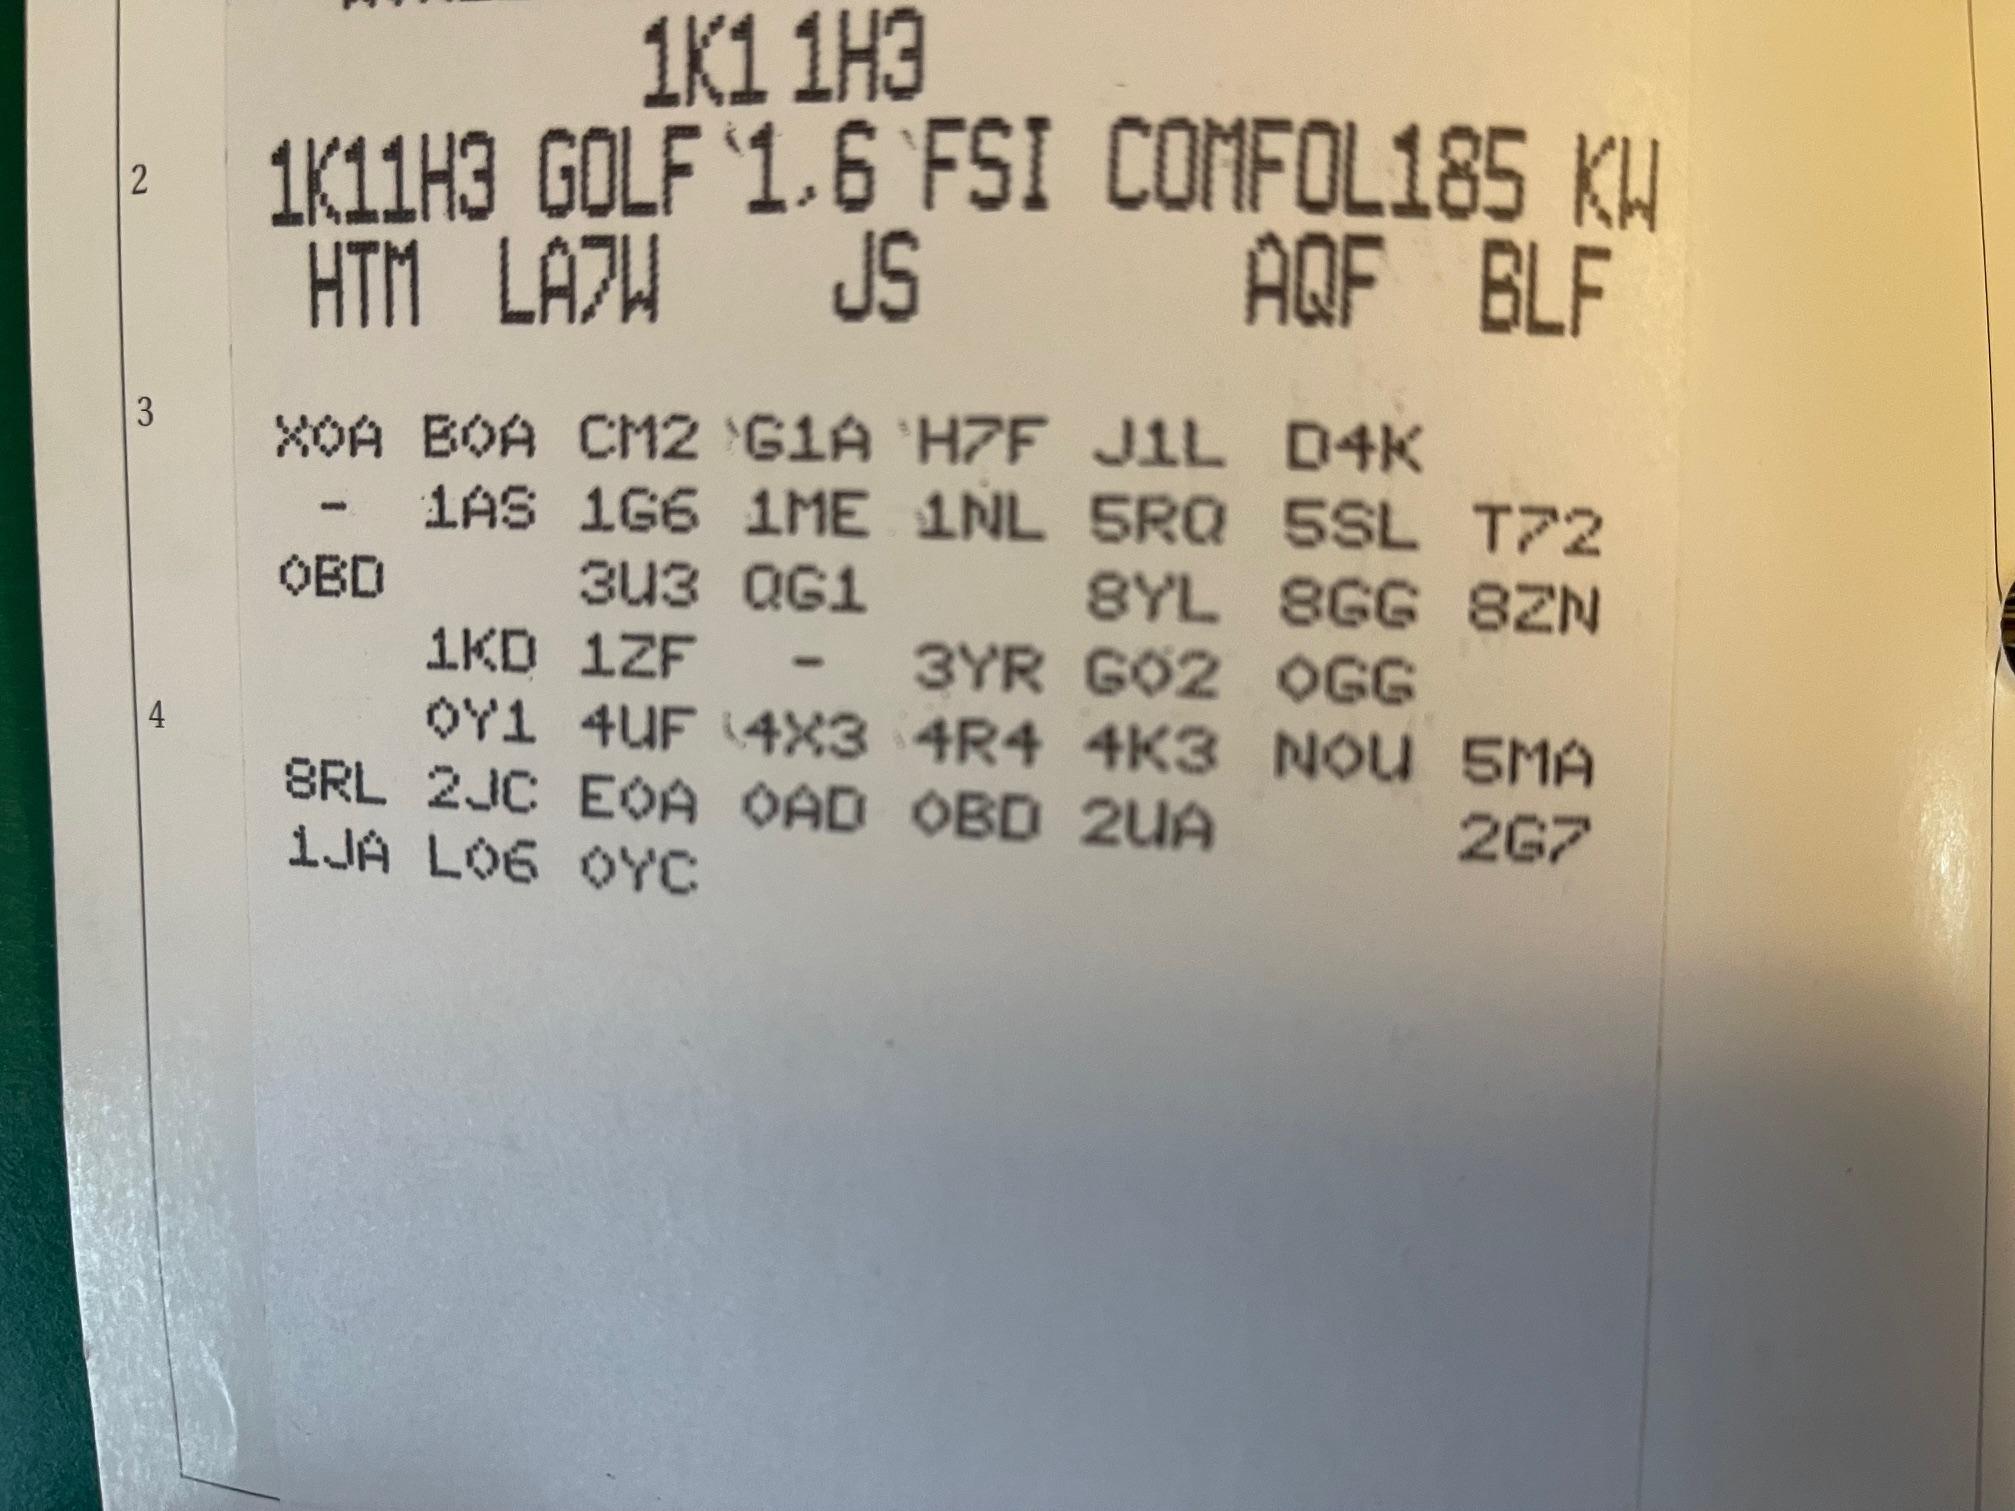 1K1 1H3
2 1K11H3 GOLF 1.6 FSI COMFOL185 KW
HTM LA7W JS AQF BLF
3
X0A B0A CM2 G1A H7F J1L D4K
- 1AS 1G6 1ME 1NL 5RQ 5SL T72
0BD 3U3 QG1 8YL 8GG 8ZN
1KD 1ZF - 3YR G02 0GG
4 0Y1 4UF 4X3 4R4 4K3 N0U 5MA
8RL 2JC E0A 0AD 0BD 2UA 2G7
1JA L06 0YC